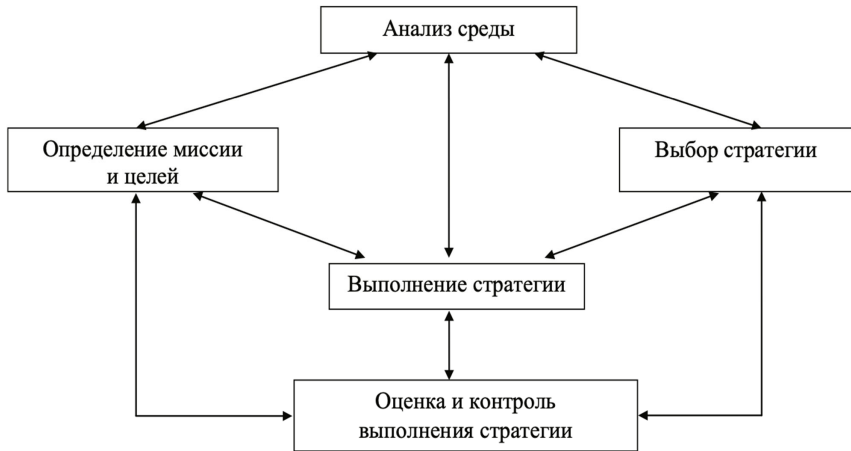 Анализ среды
Определение миссии
и целей
Выбор стратегии
Выполнение стратегии
Оценка и контроль
выполнения стратегии